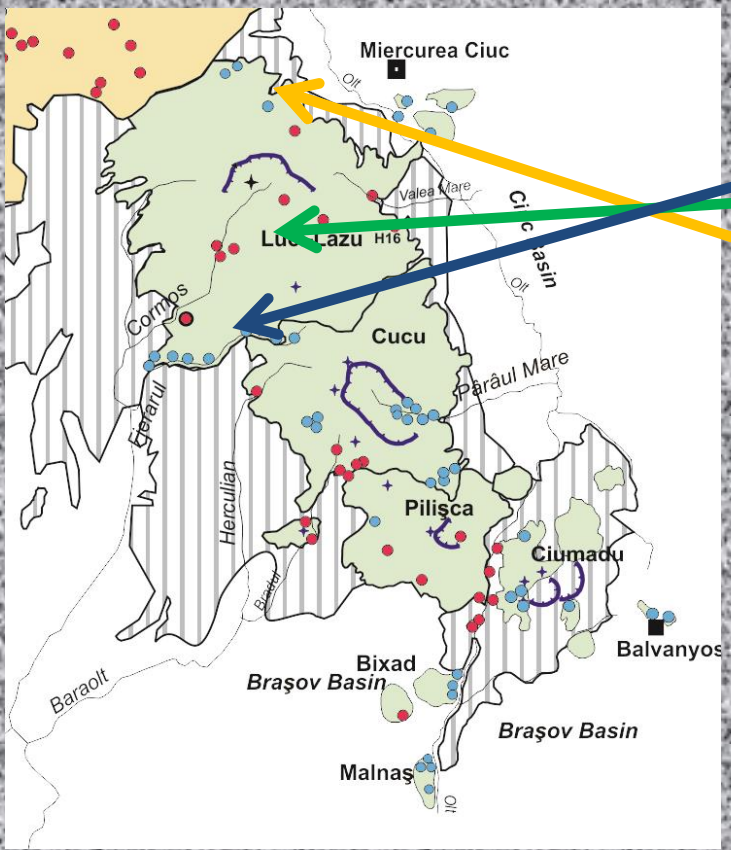 Miercurea Ciuc
Olt
Valea Mare
Ciuc Basin
Luci-Lazu
H16
Olt
Cormos
Cucu
Pârâul Mare
Herculian
Pilişca
Ciumadu
Bradul
Balvanyos
Bixad
Baraolt
Braşov Basin
Braşov Basin
Malnaş
Olt